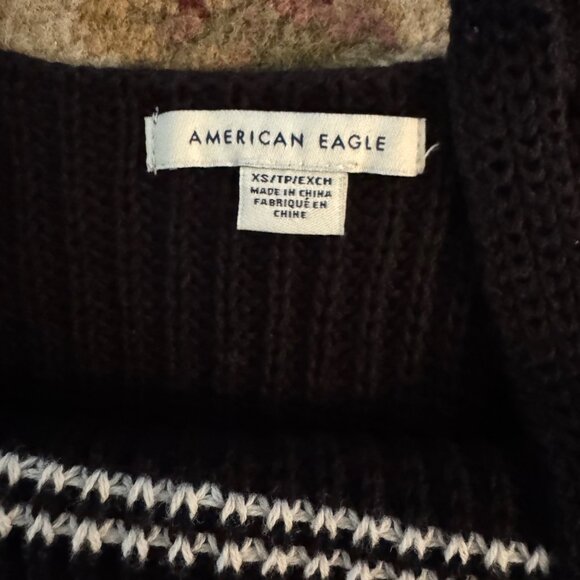 AMERICAN EAGLE
XS/TP/EXCH
MADE IN CHINA
FABRIQUÉ EN
CHINE